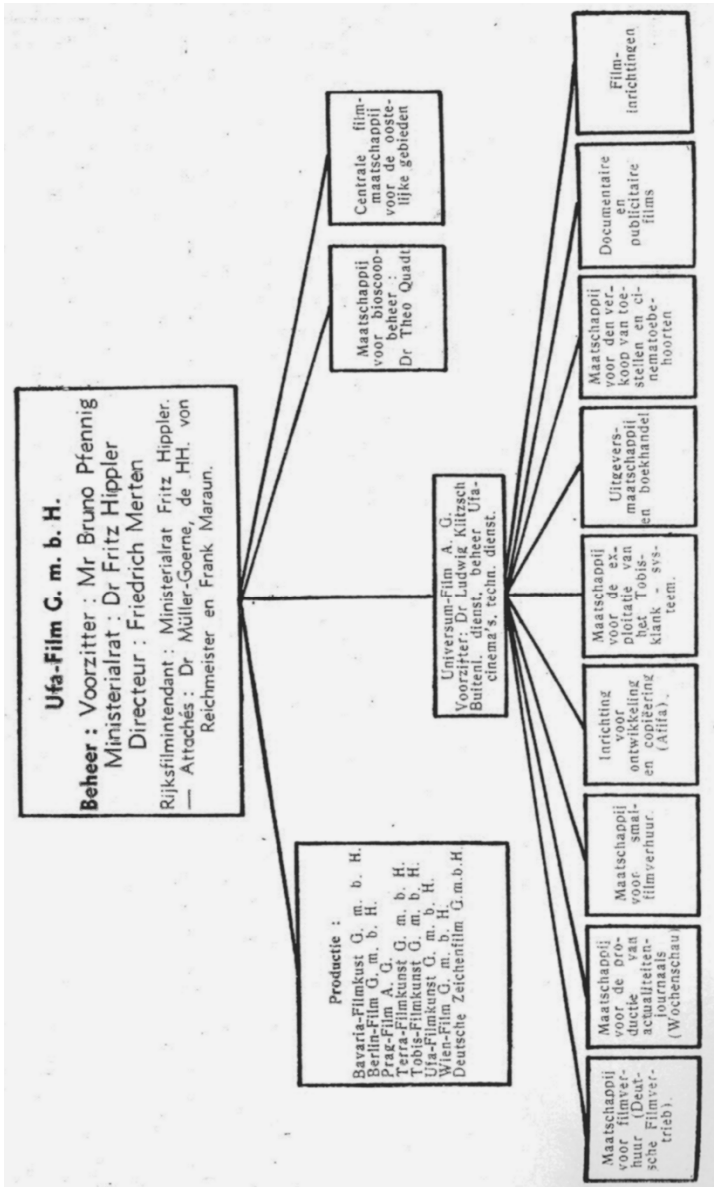 Ufa-Film G. m. b. H.
Beheer : Voorzitter : Mr Bruno Pfennig
Ministerialrat : Dr Fritz Hippler
Directeur : Friedrich Merten
Rijksfilmintendant : Ministerialrat Fritz Hippler.
— Attachés : Dr Müller-Goerne, de HH. von
Reichmeister en Frank Maraun.
Productie :
Bavaria-Filmkust G. m. b. H.
Berlin-Film G. m. b. H.
Prag-Film A. G.
Terra-Filmkunst G. m. b. H.
Tobis-Filmkunst G. m. b. H.
Ufa-Filmkunst G. m. b. H.
Wien-Film G. m. b. H.
Deutsche Zeichenfilm G.m.b.H.
Maatschappij
voor bioscoop-
beheer :
Dr Theo Quadt
Centrale film-
maatschappij
voor de ooste-
lijke gebieden
Universum-Film A. G.
Voorzitter: Dr Ludwig Klitzsch
Buitenl. dienst, beheer Ufa-
cinema's, techn. dienst.
Maatschappij
voor filmver-
huur (Deut-
sche Filmver-
trieb).
Maatschappij
voor de pro-
ductie van
actualiteiten-
journaals
(Wochenschau)
Maatschappij
voor smal-
filmverhuur.
Inrichting
voor
ontwikkeling
en copiëering
(Afifa).
Maatschappij
voor de ex-
ploitatie van
het Tobis-
klank - sys-
teem.
Uitgevers-
maatschappij
en boekhandel
Maatschappij
voor den ver-
koop van toe-
stellen en ci-
nematoebe-
hoorten
Documentaire
en
publicitaire
films
Film-
inrichtingen